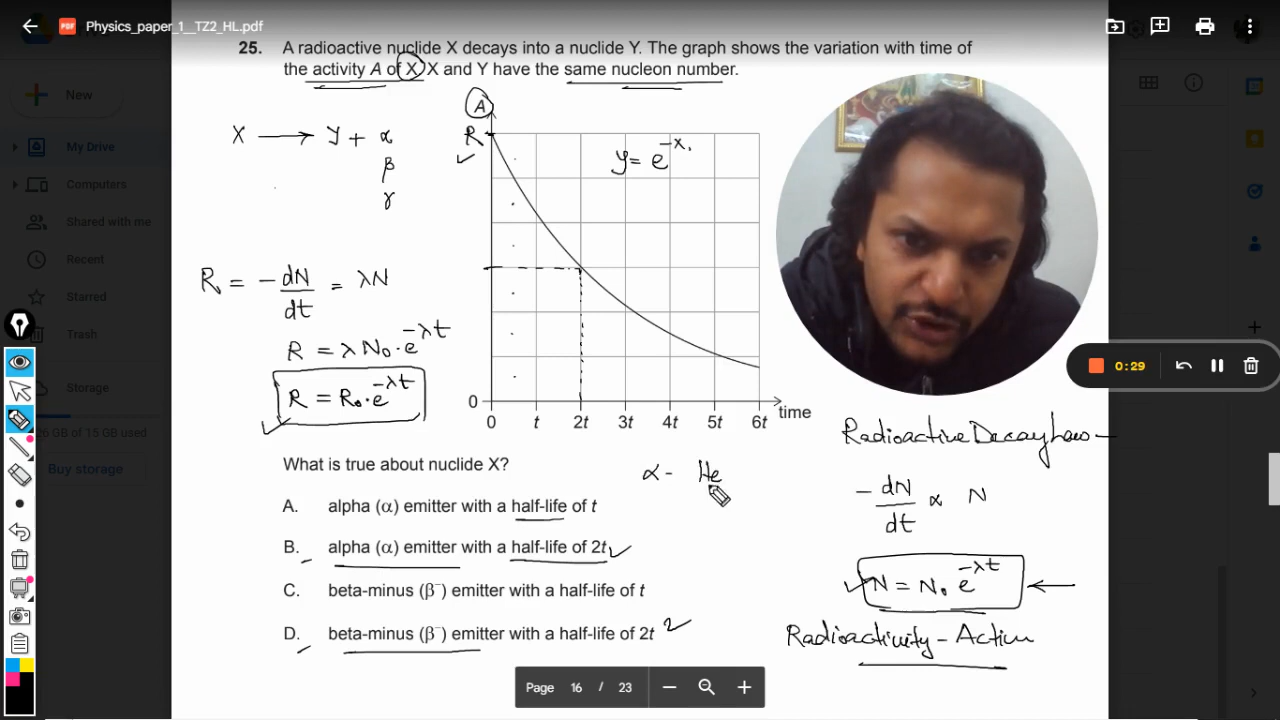 Physics_paper_1__TZ2_HL.pdf
25. A radioactive nuclide X decays into a nuclide Y. The graph shows the variation with time of
the activity A of X. X and Y have the same nucleon number.
New
My Drive
Computers
Shared with me
Recent
Starred
Trash
Storage
GB of 15 GB used
Buy storage
X → Y + α
β
γ
A
R
y = e^-x.
R = -dN/dt = λN
R = λN₀·e^-λt
R = R₀·e^-λt
0
0 t 2t 3t 4t 5t 6t time
0:29
What is true about nuclide X?
α - He
A. alpha (α) emitter with a half-life of t
B. alpha (α) emitter with a half-life of 2t
C. beta-minus (β⁻) emitter with a half-life of t
D. beta-minus (β⁻) emitter with a half-life of 2t
Radioactive Decay Law -
-dN/dt ∝ N
N = N₀ e^-λt
Radioactivity - Action
Page 16 / 23